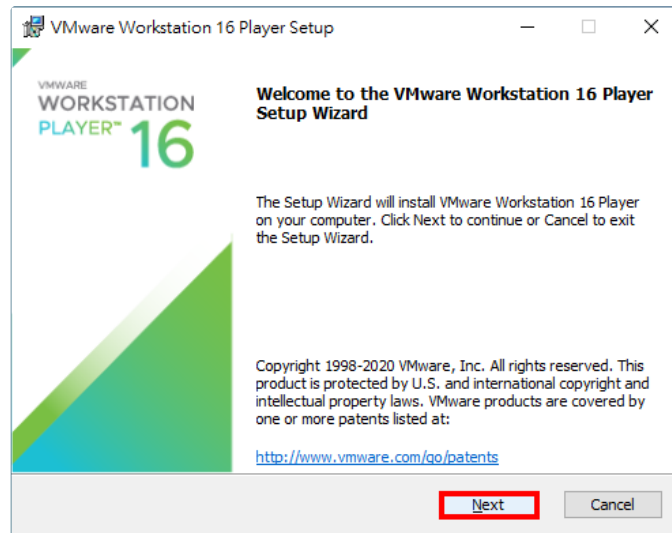 VMware Workstation 16 Player Setup
VMWARE
WORKSTATION
PLAYER™ 16
Welcome to the VMware Workstation 16 Player
Setup Wizard
The Setup Wizard will install VMware Workstation 16 Player
on your computer. Click Next to continue or Cancel to exit
the Setup Wizard.
Copyright 1998-2020 VMware, Inc. All rights reserved. This
product is protected by U.S. and international copyright and
intellectual property laws. VMware products are covered by
one or more patents listed at:
http://www.vmware.com/go/patents
Next Cancel